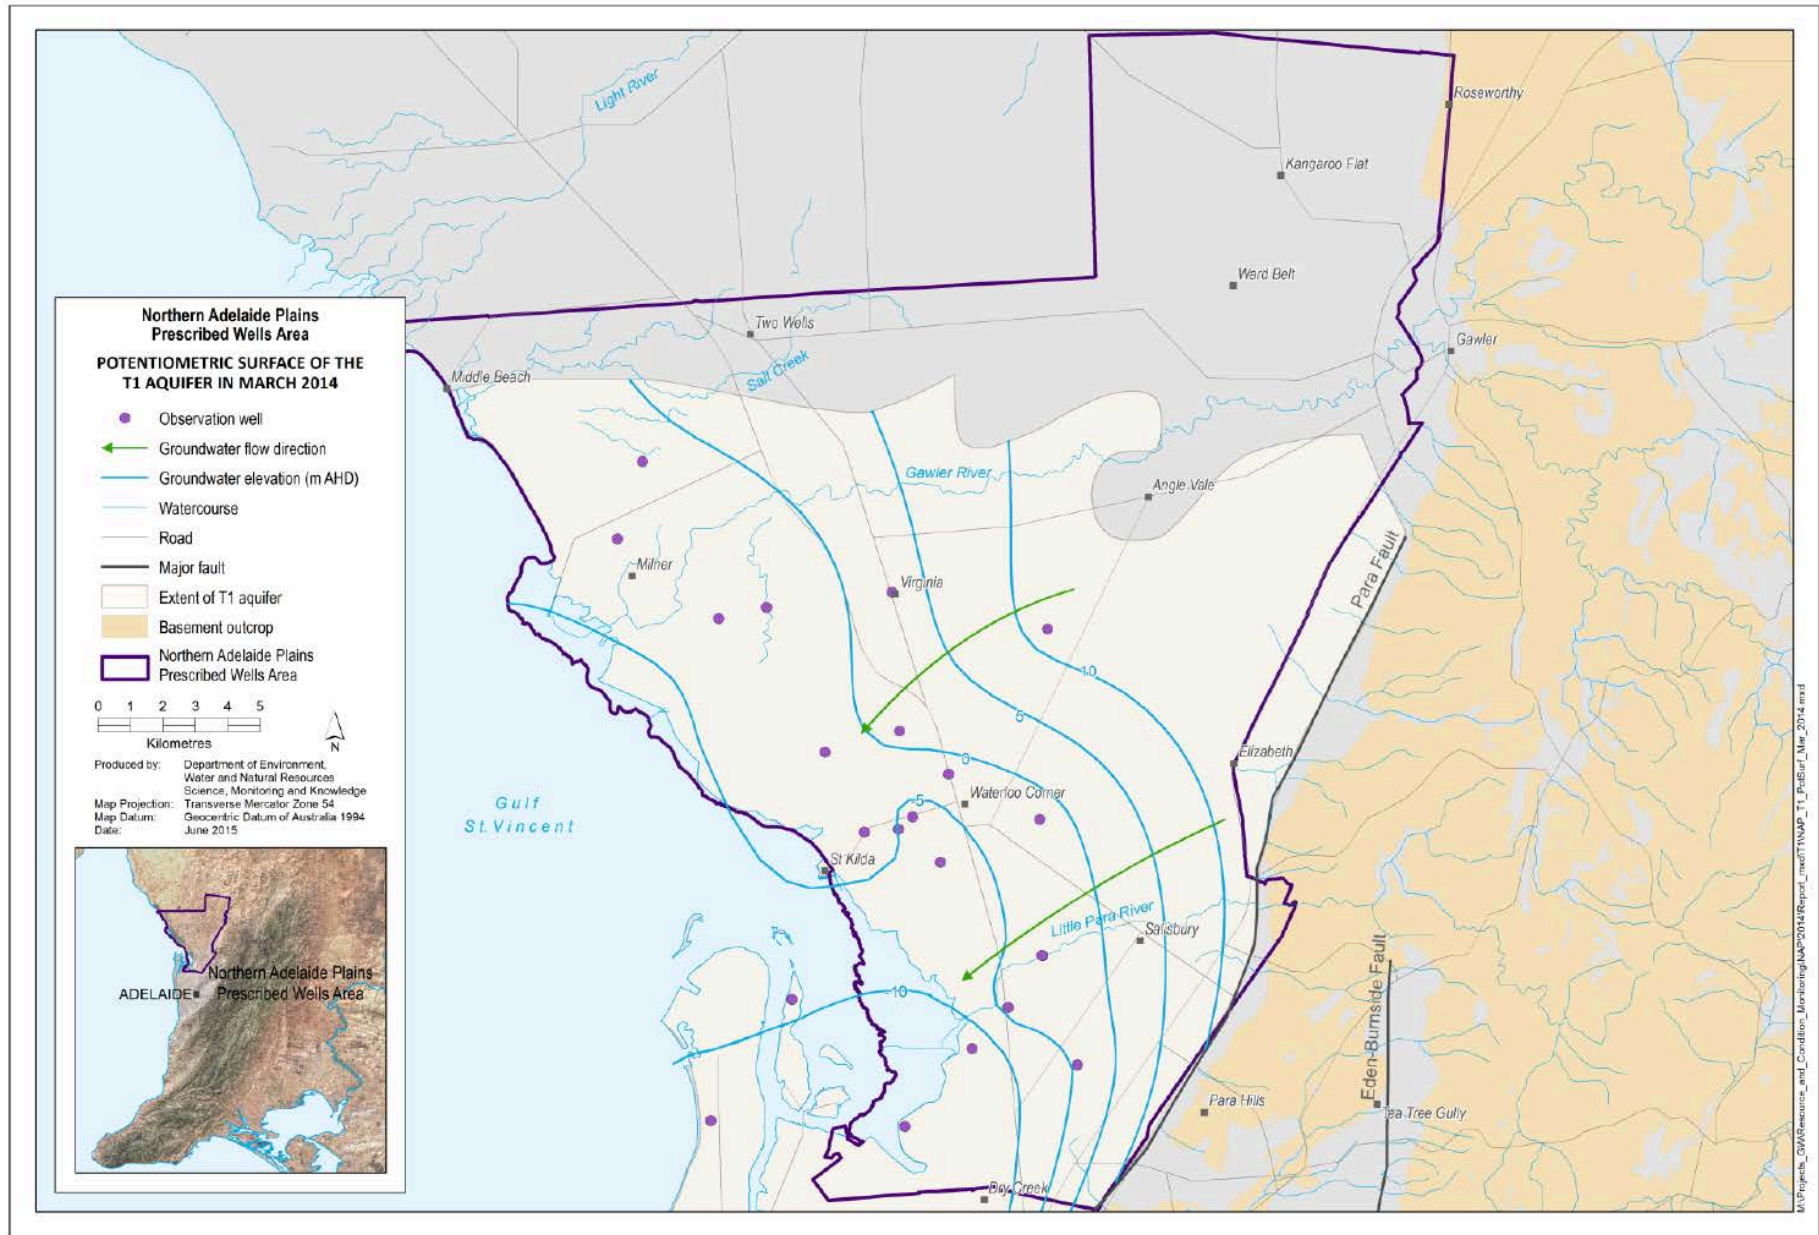 Northern Adelaide Plains
Prescribed Wells Area
POTENTIOMETRIC SURFACE OF THE
T1 AQUIFER IN MARCH 2014
Observation well
Groundwater flow direction
Groundwater elevation (m AHD)
Watercourse
Road
Major fault
Extent of T1 aquifer
Basement outcrop
Northern Adelaide Plains
Prescribed Wells Area
0 1 2 3 4 5
Kilometres
N
Produced by: Department of Environment,
Water and Natural Resources
Science, Monitoring and Knowledge
Map Projection: Transverse Mercator Zone 54
Map Datum: Geocentric Datum of Australia 1994
Date: June 2015
Northern Adelaide Plains
ADELAIDE Prescribed Wells Area
Light River
Roseworthy
Kangaroo Flat
Ward Belt
Two Wells
Gawler
Salt Creek
Middle Beach
Gawler River
Angle Vale
Para Fault
Milner
Virginia
10
5
Elizabeth
0
Waterloo Corner
-5
Gulf
St. Vincent
St Kilda
Little Para River
Salisbury
-10
Eden-Burnside Fault
Para Hills
Tea Tree Gully
Dry Creek